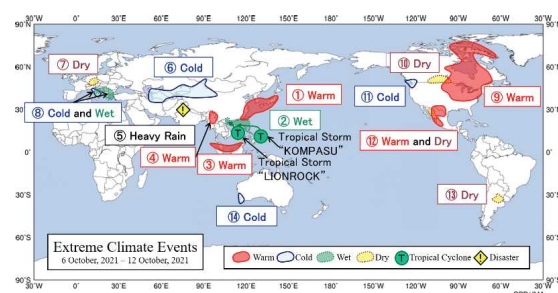 90°N
60°N
30°N
0°
30°S
60°S
90°S
0°
30°E
60°E
90°E
120°E
150°E
180°
150°W
120°W
90°W
60°W
30°W
⑦ Dry
⑥ Cold
⑩ Dry
① Warm
⑪ Cold
⑨ Warm
⑧ Cold and Wet
② Wet
⑤ Heavy Rain
Tropical Storm
"KOMPASU"
⑫ Warm and Dry
④ Warm
③ Warm
Tropical Storm
"LIONROCK"
⑬ Dry
⑭ Cold
Extreme Climate Events
6 October, 2021 – 12 October, 2021
Warm
Cold
Wet
Dry
T
Tropical Cyclone
Disaster